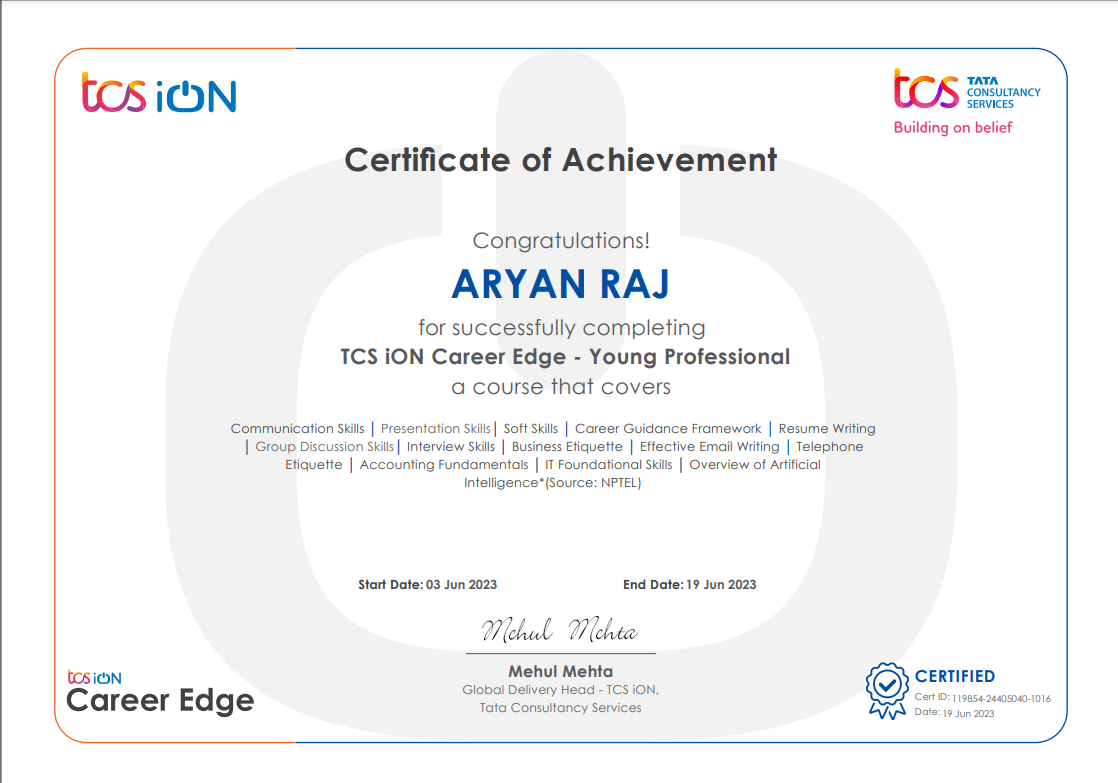 tcs iON
tcs TATA
CONSULTANCY
SERVICES
Building on belief
Certificate of Achievement
Congratulations!
ARYAN RAJ
for successfully completing
TCS iON Career Edge - Young Professional
a course that covers
Communication Skills | Presentation Skills | Soft Skills | Career Guidance Framework | Resume Writing
| Group Discussion Skills | Interview Skills | Business Etiquette | Effective Email Writing | Telephone
Etiquette | Accounting Fundamentals | IT Foundational Skills | Overview of Artificial
Intelligence*(Source: NPTEL)
Start Date: 03 Jun 2023 End Date: 19 Jun 2023
Mehul Mehta
Mehul Mehta
Global Delivery Head - TCS iON,
Tata Consultancy Services
tcs iON
Career Edge
CERTIFIED
Cert ID: 119854-24405040-1016
Date: 19 Jun 2023